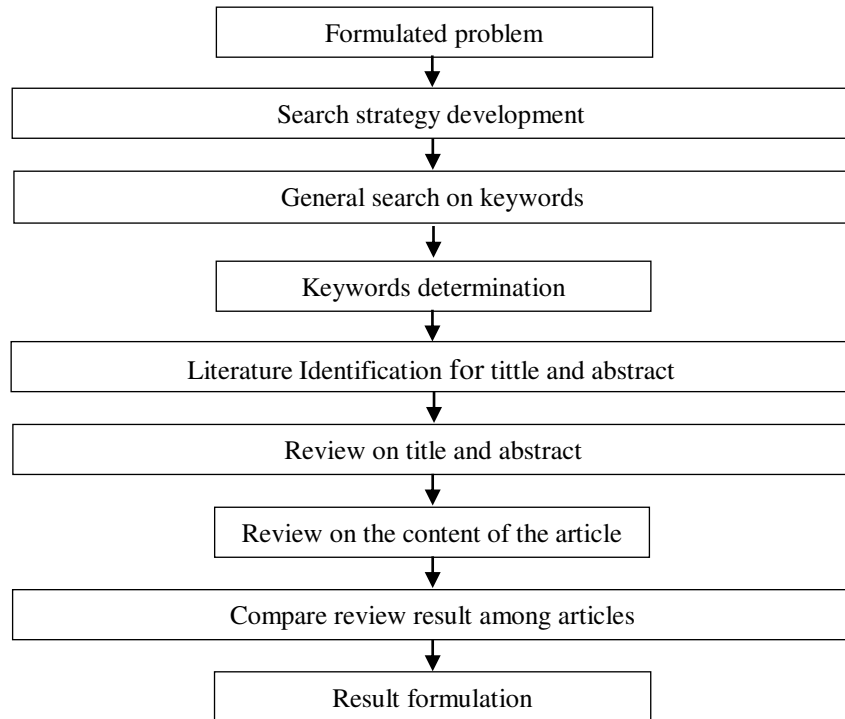 Formulated problem
Search strategy development
General search on keywords
Keywords determination
Literature Identification for tittle and abstract
Review on title and abstract
Review on the content of the article
Compare review result among articles
Result formulation